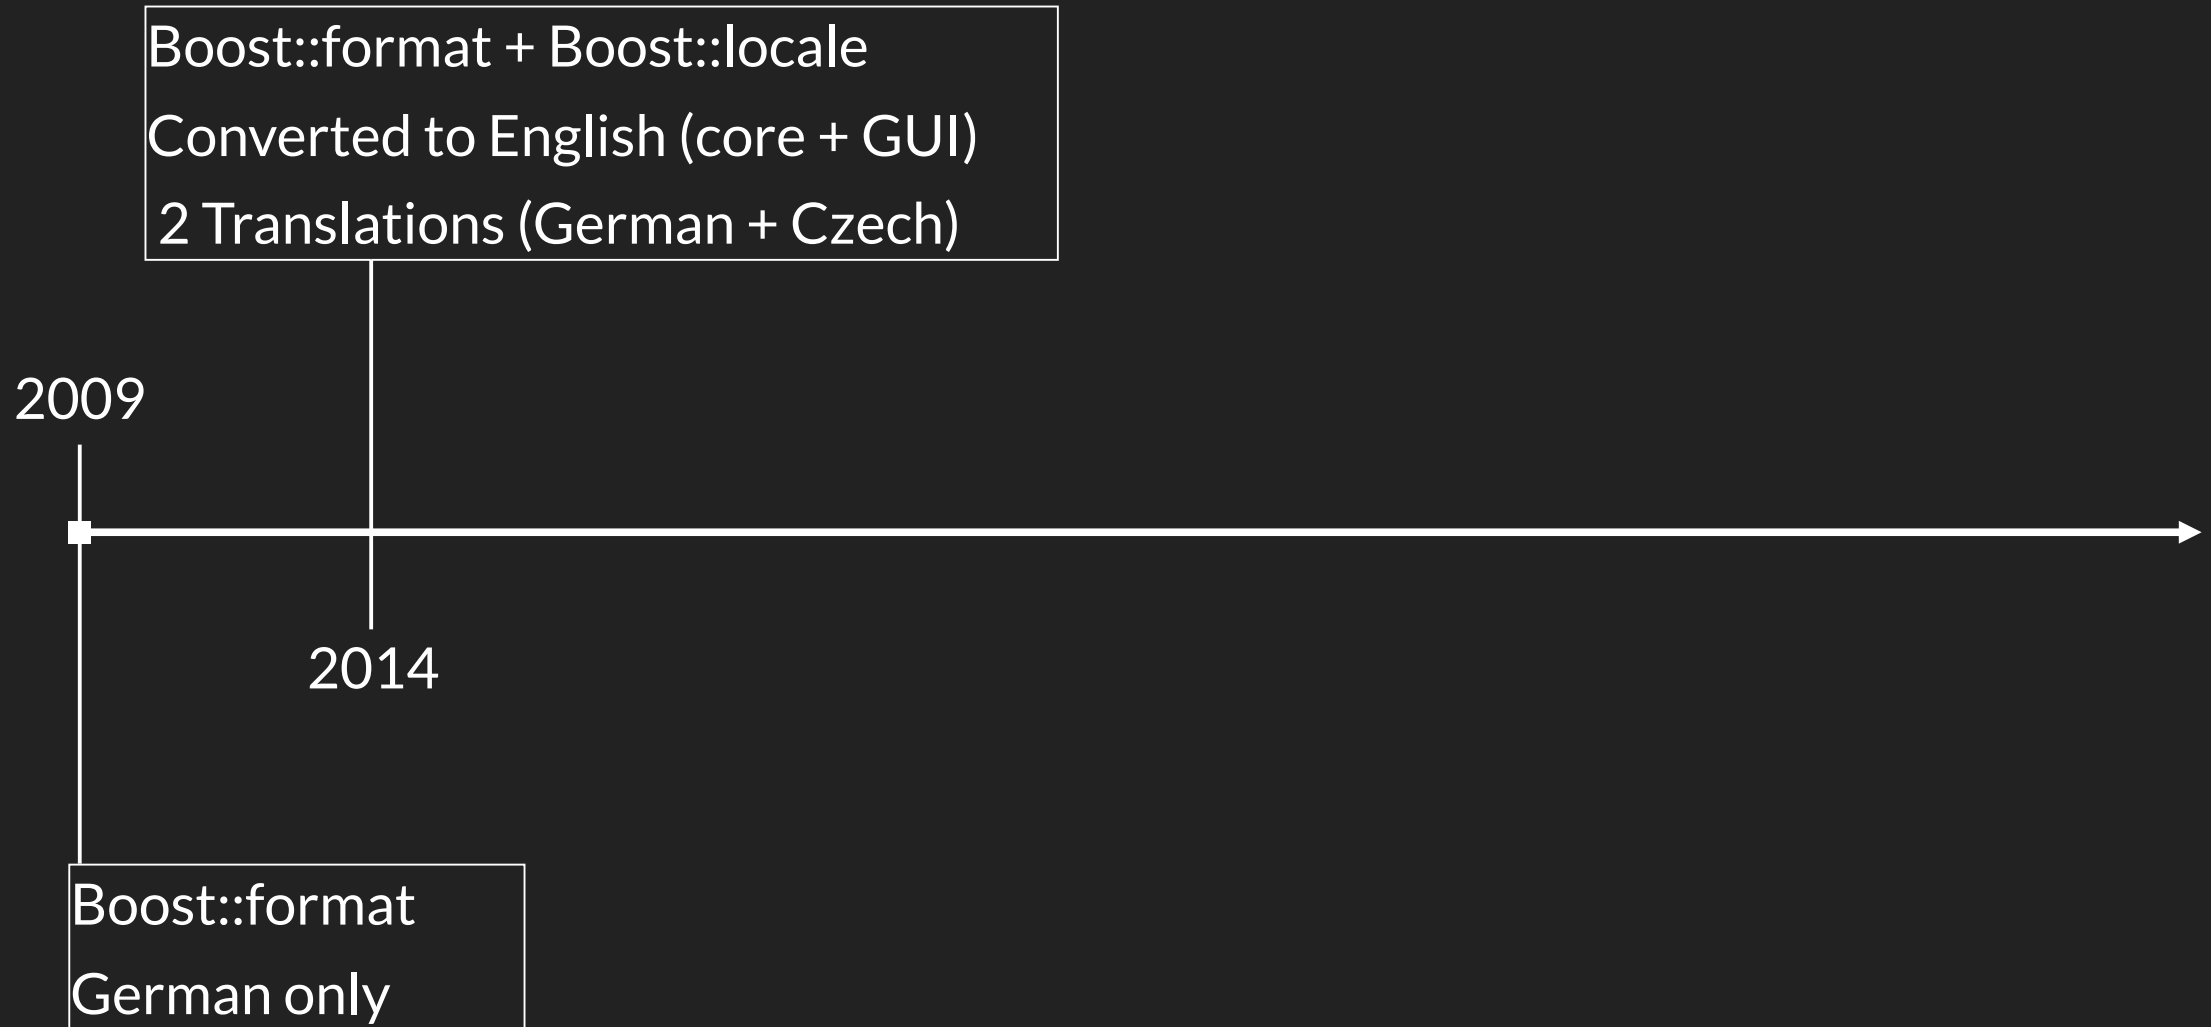 Boost::format + Boost::locale
Converted to English (core + GUI)
2 Translations (German + Czech)
2009
2014
Boost::format
German only